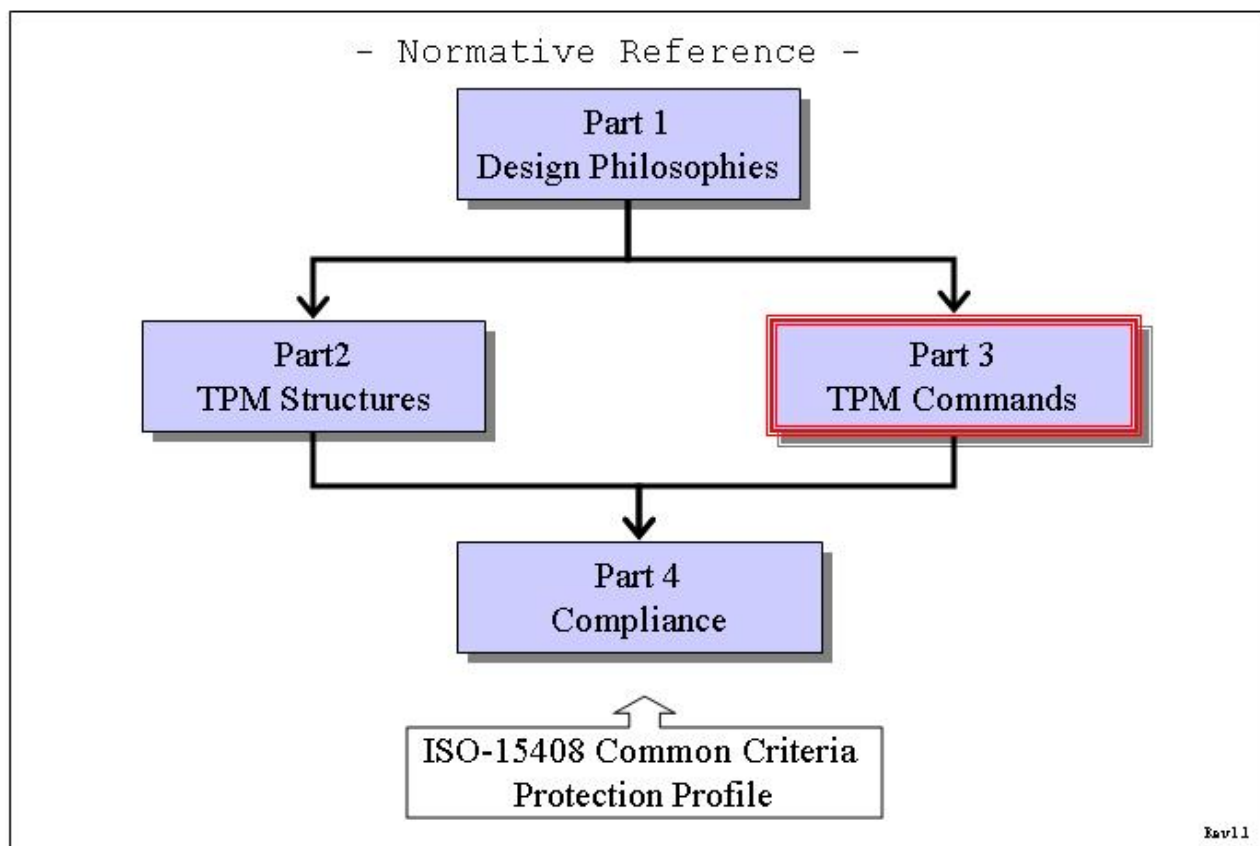 - Normative Reference -
Part 1
Design Philosophies
Part2
TPM Structures
Part 3
TPM Commands
Part 4
Compliance
ISO-15408 Common Criteria
Protection Profile
Rev11